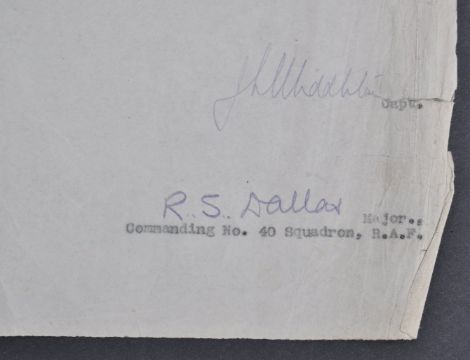 Capt.
R. S. Dallas Major.,
Commanding No. 40 Squadron, R.A.F.